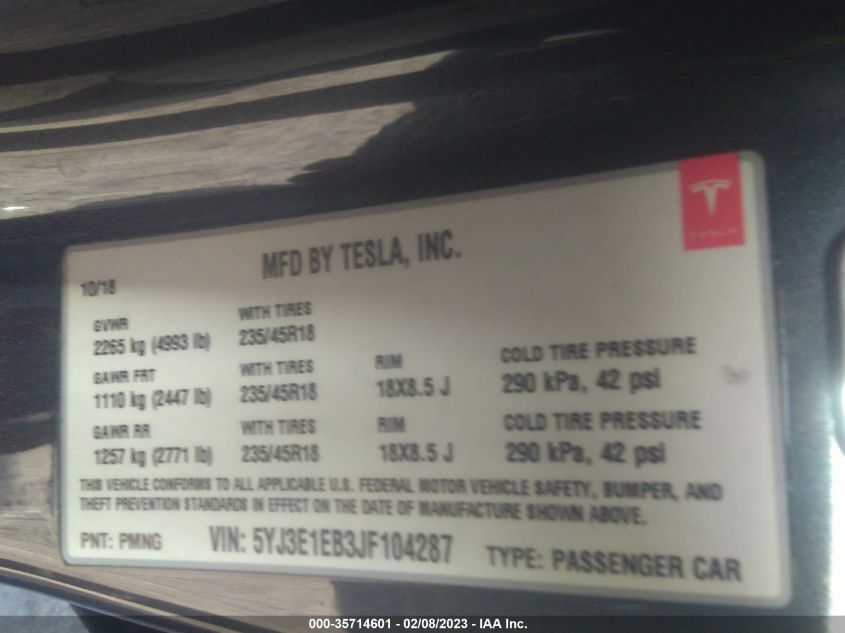 TESLA
MFD BY TESLA, INC.
10/18
GVWR WITH TIRES
2265 kg (4993 lb) 235/45R18
GAWR FRT WITH TIRES RIM COLD TIRE PRESSURE
1110 kg (2447 lb) 235/45R18 18X8.5 J 290 kPa, 42 psi
GAWR RR WITH TIRES RIM COLD TIRE PRESSURE
1257 kg (2771 lb) 235/45R18 18X8.5 J 290 kPa, 42 psi
THIS VEHICLE CONFORMS TO ALL APPLICABLE U.S. FEDERAL MOTOR VEHICLE SAFETY, BUMPER, AND
THEFT PREVENTION STANDARDS IN EFFECT ON THE DATE OF MANUFACTURE SHOWN ABOVE.
PNT: PMNG VIN: 5YJ3E1EB3JF104287 TYPE: PASSENGER CAR
000-35714601 - 02/08/2023 - IAA Inc.